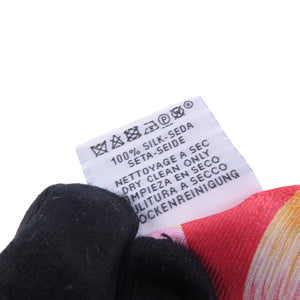 100% SILK-SEDA
SETA-SEIDE
NETTOYAGE A SEC
DRY CLEAN ONLY
LIMPIEZA EN SECO
PULITURA A SECCO
TROCKENREINIGUNG